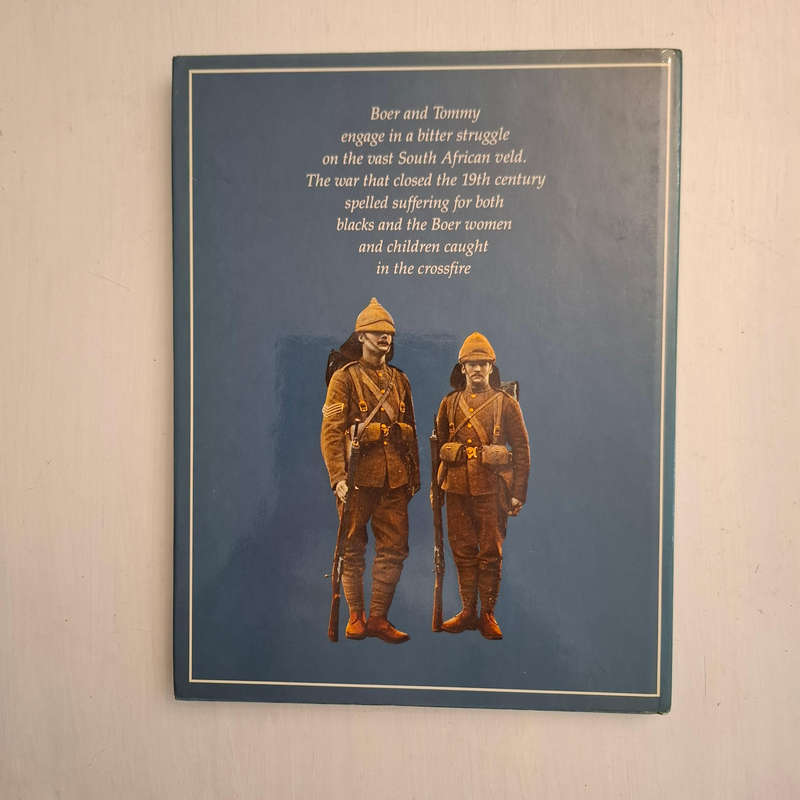 Boer and Tommy
engage in a bitter struggle
on the vast South African veld.
The war that closed the 19th century
spelled suffering for both
blacks and the Boer women
and children caught
in the crossfire